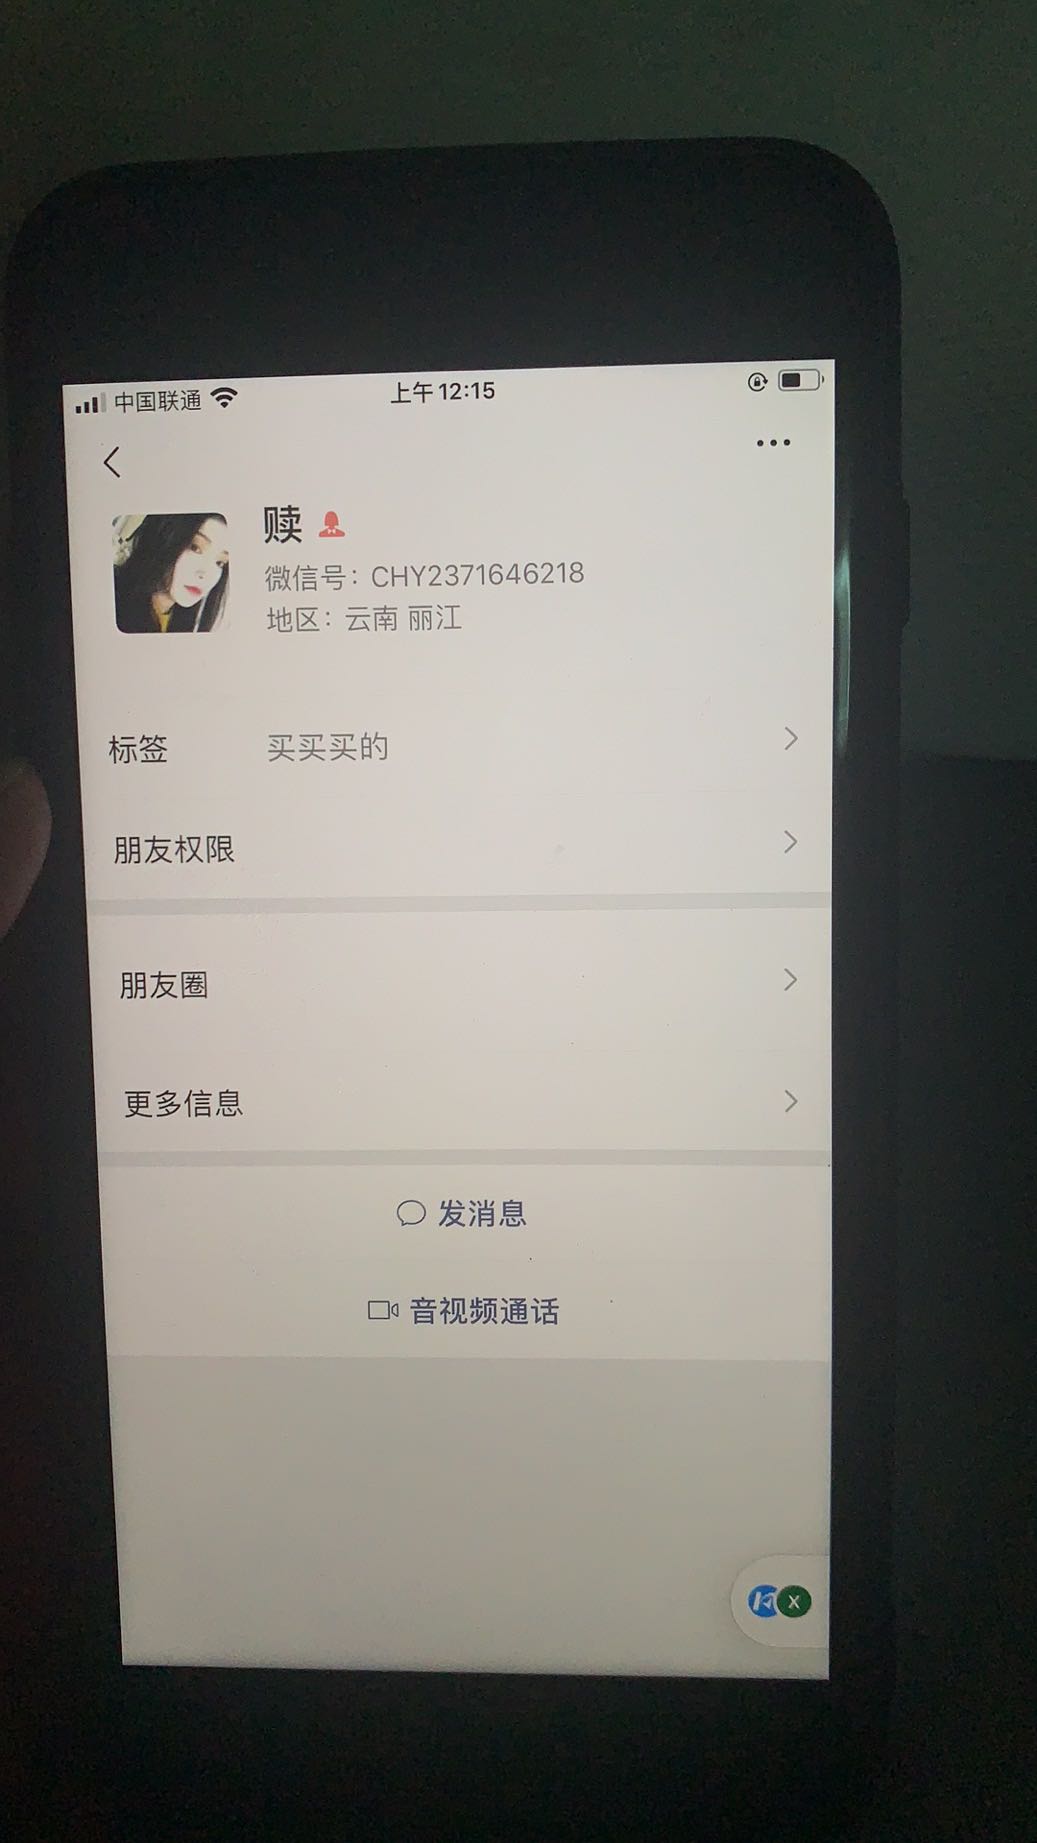 中国联通
上午12:15
赎
微信号：CHY2371646218
地区：云南 丽江
标签 买买买的
朋友权限
朋友圈
更多信息
发消息
音视频通话
X